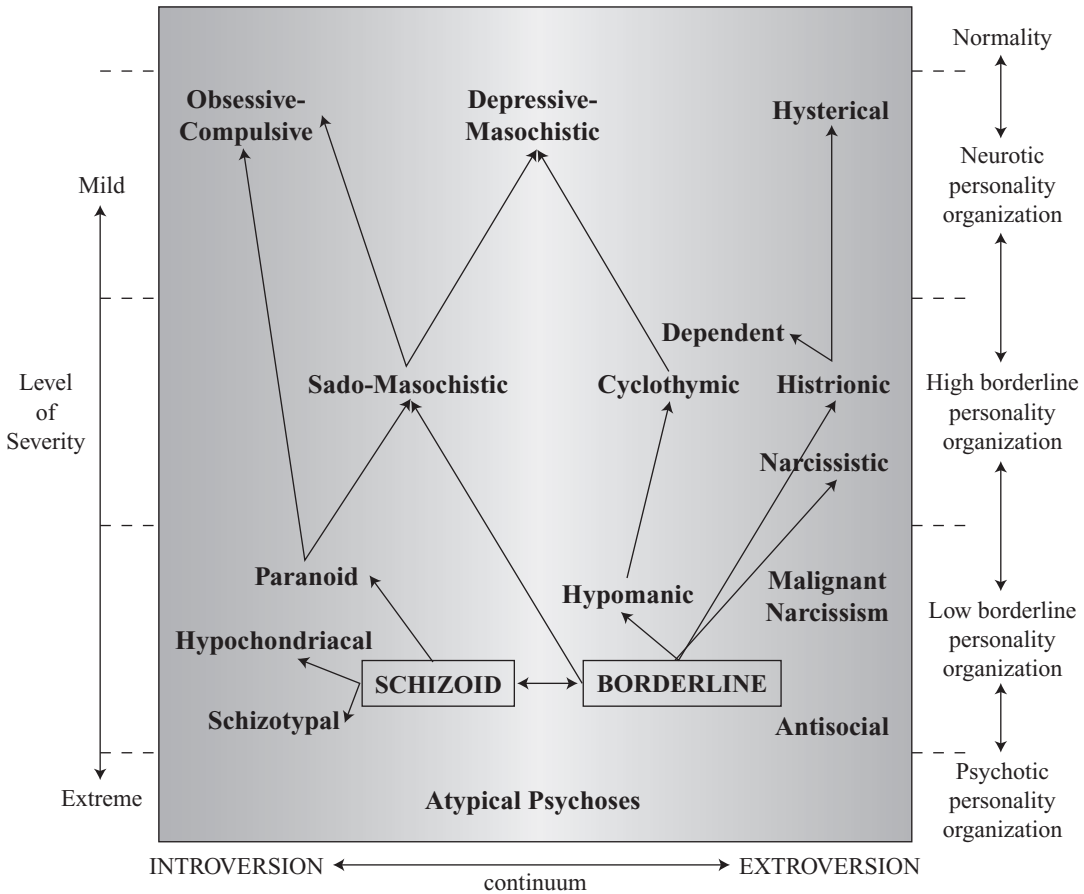 Normality
Obsessive-
Compulsive
Depressive-
Masochistic
Hysterical
Neurotic
personality
organization
Mild
Dependent
Sado-Masochistic
Cyclothymic
Histrionic
High borderline
personality
organization
Level
of
Severity
Narcissistic
Paranoid
Hypomanic
Malignant
Narcissism
Low borderline
personality
organization
Hypochondriacal
SCHIZOID
BORDERLINE
Schizotypal
Antisocial
Extreme
Atypical Psychoses
Psychotic
personality
organization
INTROVERSION
continuum
EXTROVERSION